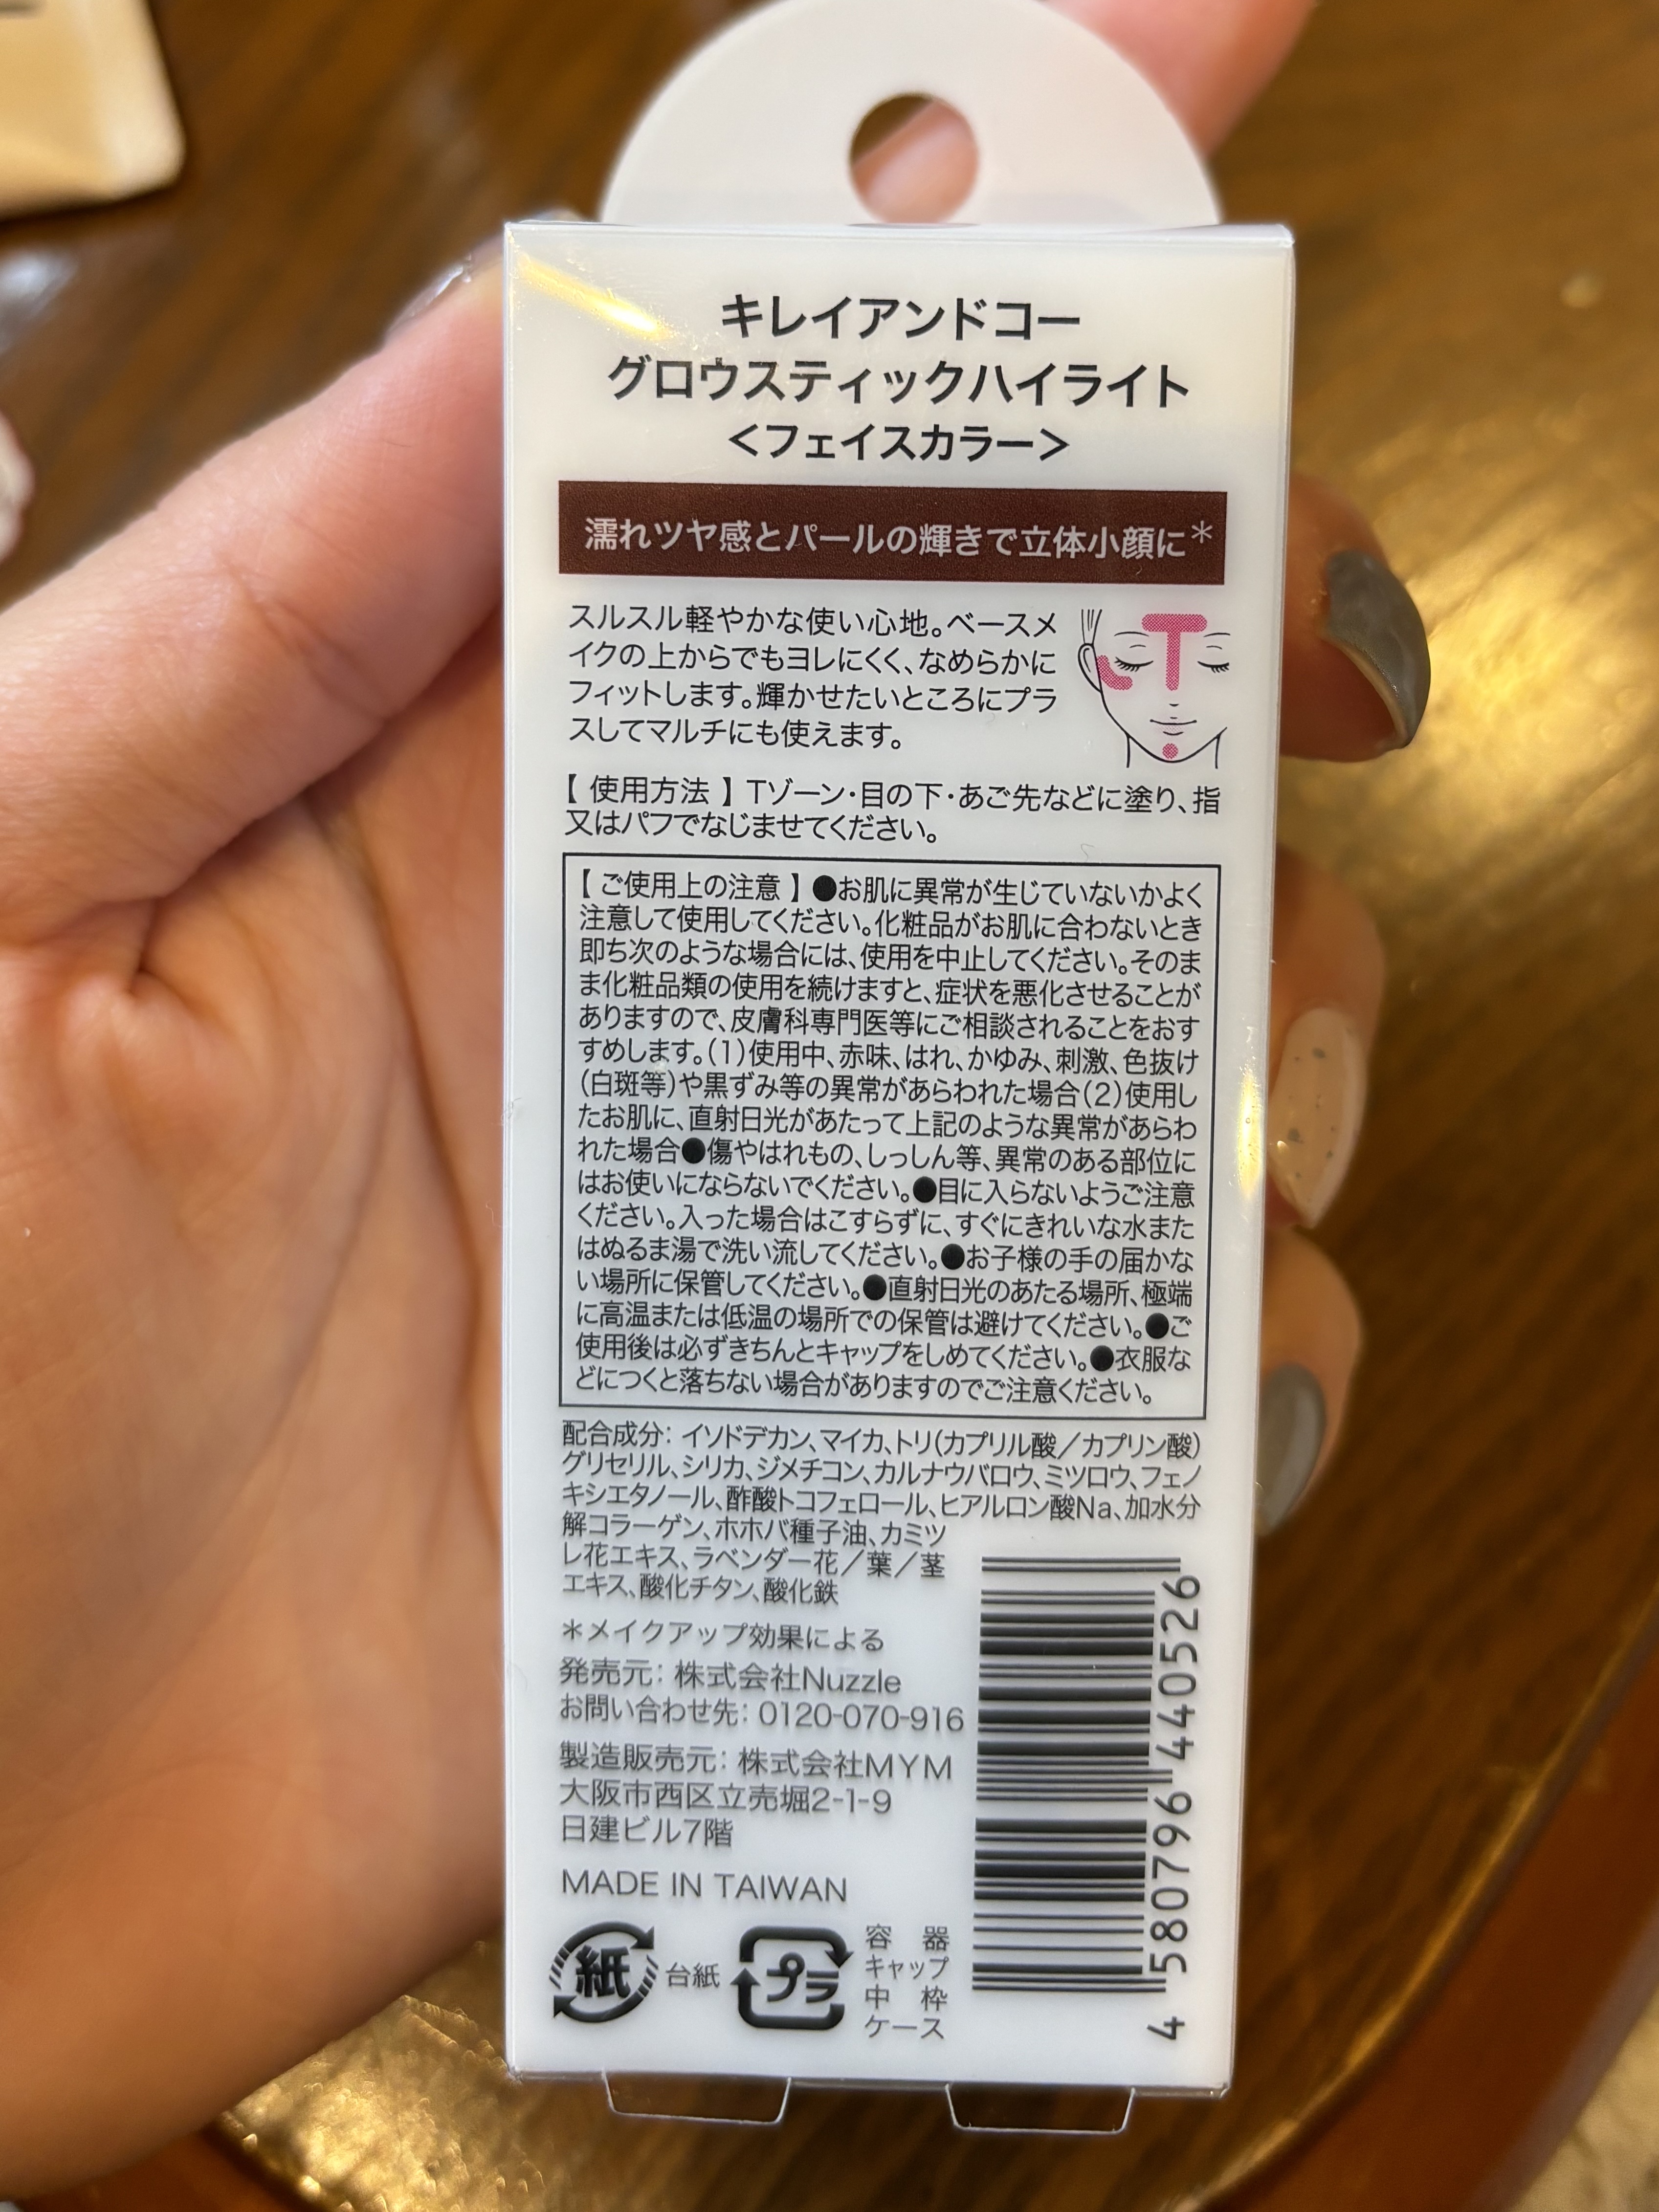 キレイアンドコー
グロウスティックハイライト
＜フェイスカラー＞
濡れツヤ感とパールの輝きで立体小顔に＊
スルスル軽やかな使い心地。ベースメ
イクの上からでもヨレにくく、なめらかに
フィットします。輝かせたいところにプラ
スしてマルチにも使えます。
【 使用方法 】Tゾーン・目の下・あご先などに塗り、指
又はパフでなじませてください。
【 ご使用上の注意 】●お肌に異常が生じていないかよく
注意して使用してください。化粧品がお肌に合わないとき
即ち次のような場合には、使用を中止してください。そのま
ま化粧品類の使用を続けますと、症状を悪化させることが
ありますので、皮膚科専門医等にご相談されることをおす
すめします。(1)使用中、赤味、はれ、かゆみ、刺激、色抜け
(白斑等)や黒ずみ等の異常があらわれた場合(2)使用し
たお肌に、直射日光があたって上記のような異常があらわ
れた場合●傷やはれもの、しっしん等、異常のある部位に
はお使いにならないでください。●目に入らないようご注意
ください。入った場合はこすらずに、すぐにきれいな水また
はぬるま湯で洗い流してください。●お子様の手の届かな
い場所に保管してください。●直射日光のあたる場所、極端
に高温または低温の場所での保管は避けてください。●ご
使用後は必ずきちんとキャップをしめてください。●衣服な
どにつくと落ちない場合がありますのでご注意ください。
配合成分：イソドデカン、マイカ、トリ(カプリル酸／カプリン酸)
グリセリル、シリカ、ジメチコン、カルナウバロウ、ミツロウ、フェノ
キシエタノール、酢酸トコフェロール、ヒアルロン酸Na、加水分
解コラーゲン、ホホバ種子油、カミツ
レ花エキス、ラベンダー花／葉／茎
エキス、酸化チタン、酸化鉄
＊メイクアップ効果による
発売元：株式会社Nuzzle
お問い合わせ先：0120-070-916
製造販売元：株式会社MYM
大阪市西区立売堀2-1-9
日建ビル7階
MADE IN TAIWAN
紙
台紙
プラ
容 器
キャップ
中 枠
ケース
4 580796 440526